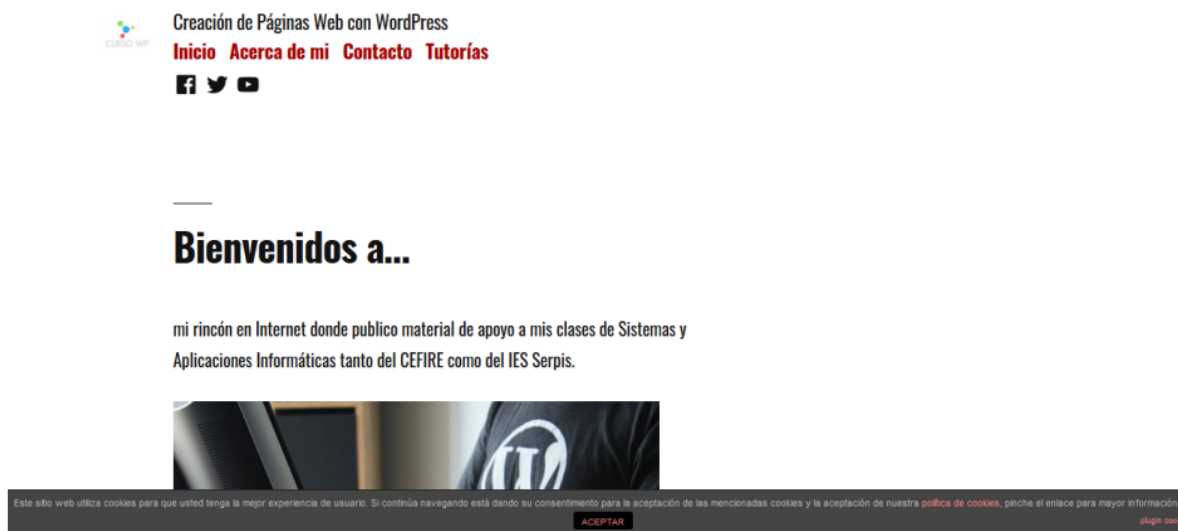 CURSO WP
Creación de Páginas Web con WordPress
Inicio Acerca de mi Contacto Tutorías
Bienvenidos a...
mi rincón en Internet donde publico material de apoyo a mis clases de Sistemas y
Aplicaciones Informáticas tanto del CEFIRE como del IES Serpis.
Este sitio web utiliza cookies para que usted tenga la mejor experiencia de usuario. Si continúa navegando está dando su consentimiento para la aceptación de las mencionadas cookies y la aceptación de nuestra política de cookies, pinche el enlace para mayor información
ACEPTAR
plugin coo